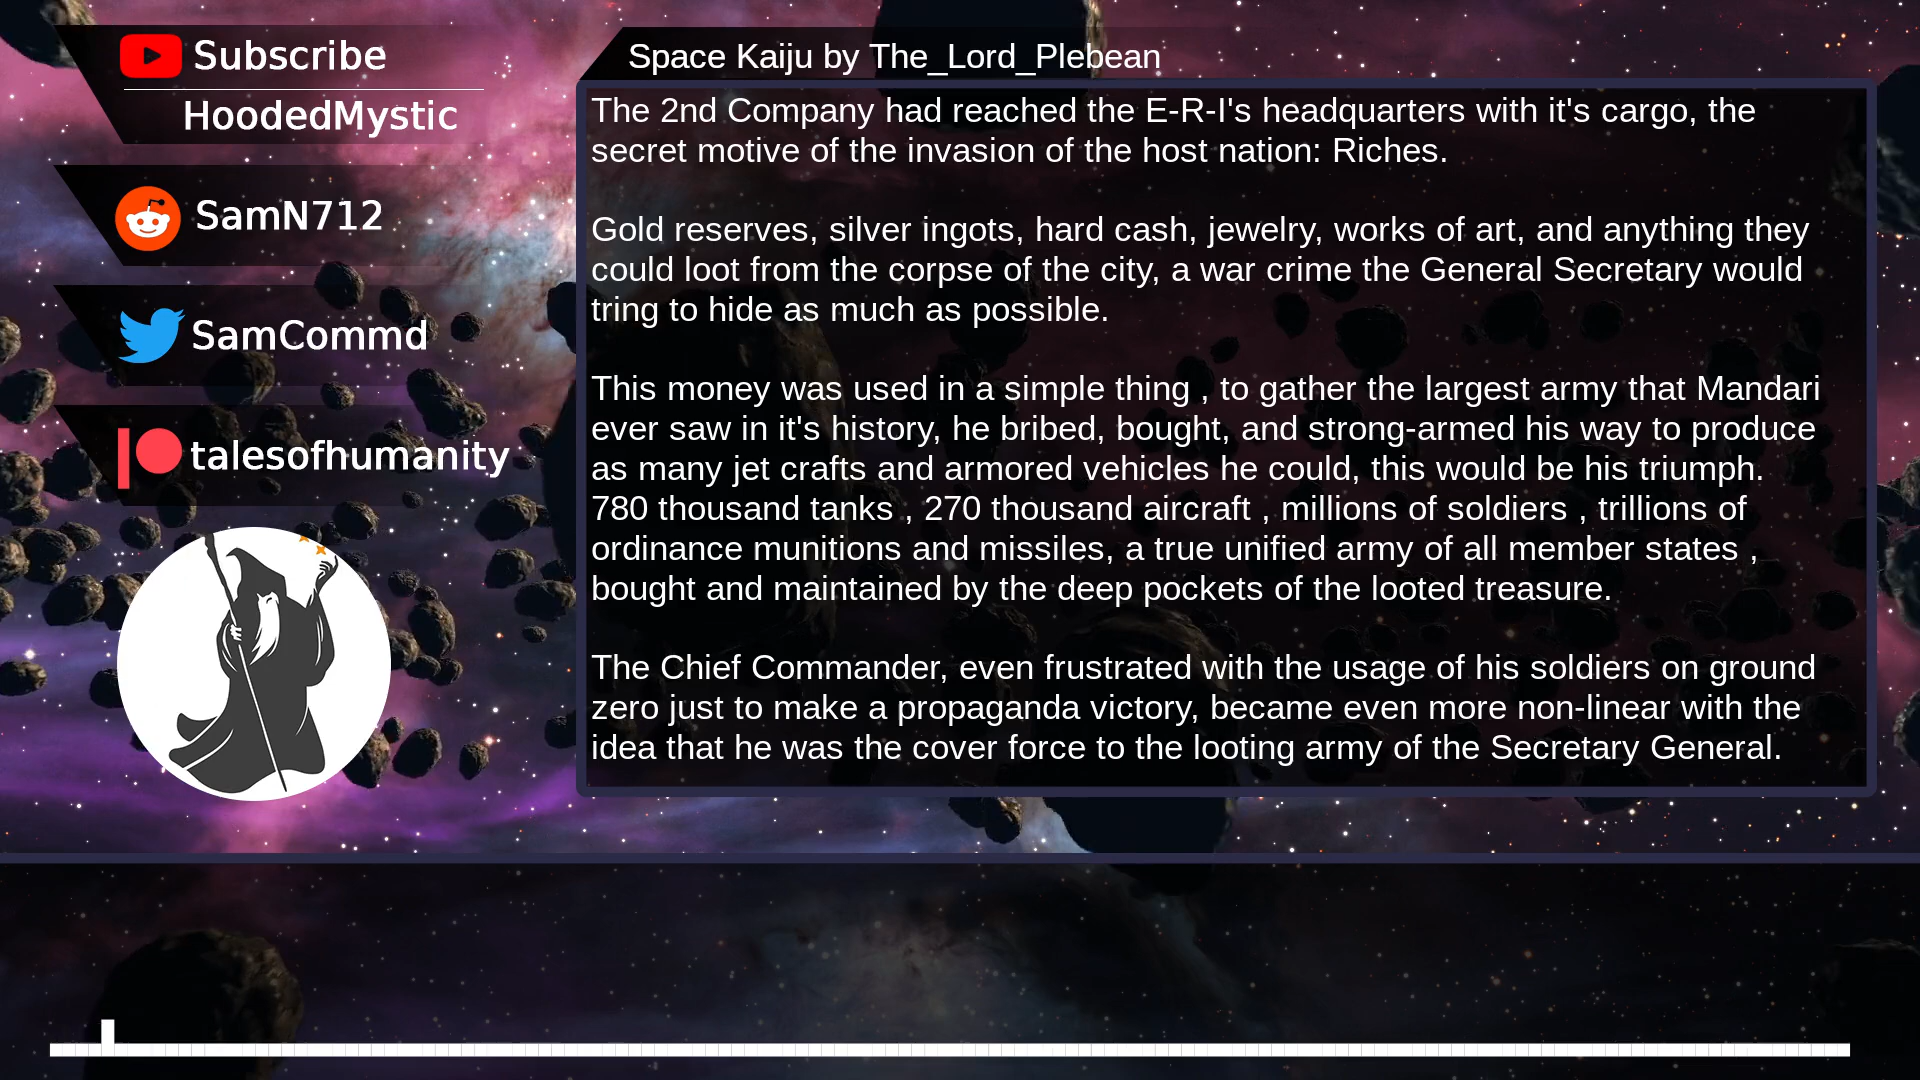 Subscribe
HoodedMystic
SamN712
SamCommd
talesofhumanity
Space Kaiju by The_Lord_Plebean
The 2nd Company had reached the E-R-I's headquarters with it's cargo, the
secret motive of the invasion of the host nation: Riches.
Gold reserves, silver ingots, hard cash, jewelry, works of art, and anything they
could loot from the corpse of the city, a war crime the General Secretary would
tring to hide as much as possible.
This money was used in a simple thing , to gather the largest army that Mandari
ever saw in it's history, he bribed, bought, and strong-armed his way to produce
as many jet crafts and armored vehicles he could, this would be his triumph.
780 thousand tanks , 270 thousand aircraft , millions of soldiers , trillions of
ordinance munitions and missiles, a true unified army of all member states ,
bought and maintained by the deep pockets of the looted treasure.
The Chief Commander, even frustrated with the usage of his soldiers on ground
zero just to make a propaganda victory, became even more non-linear with the
idea that he was the cover force to the looting army of the Secretary General.